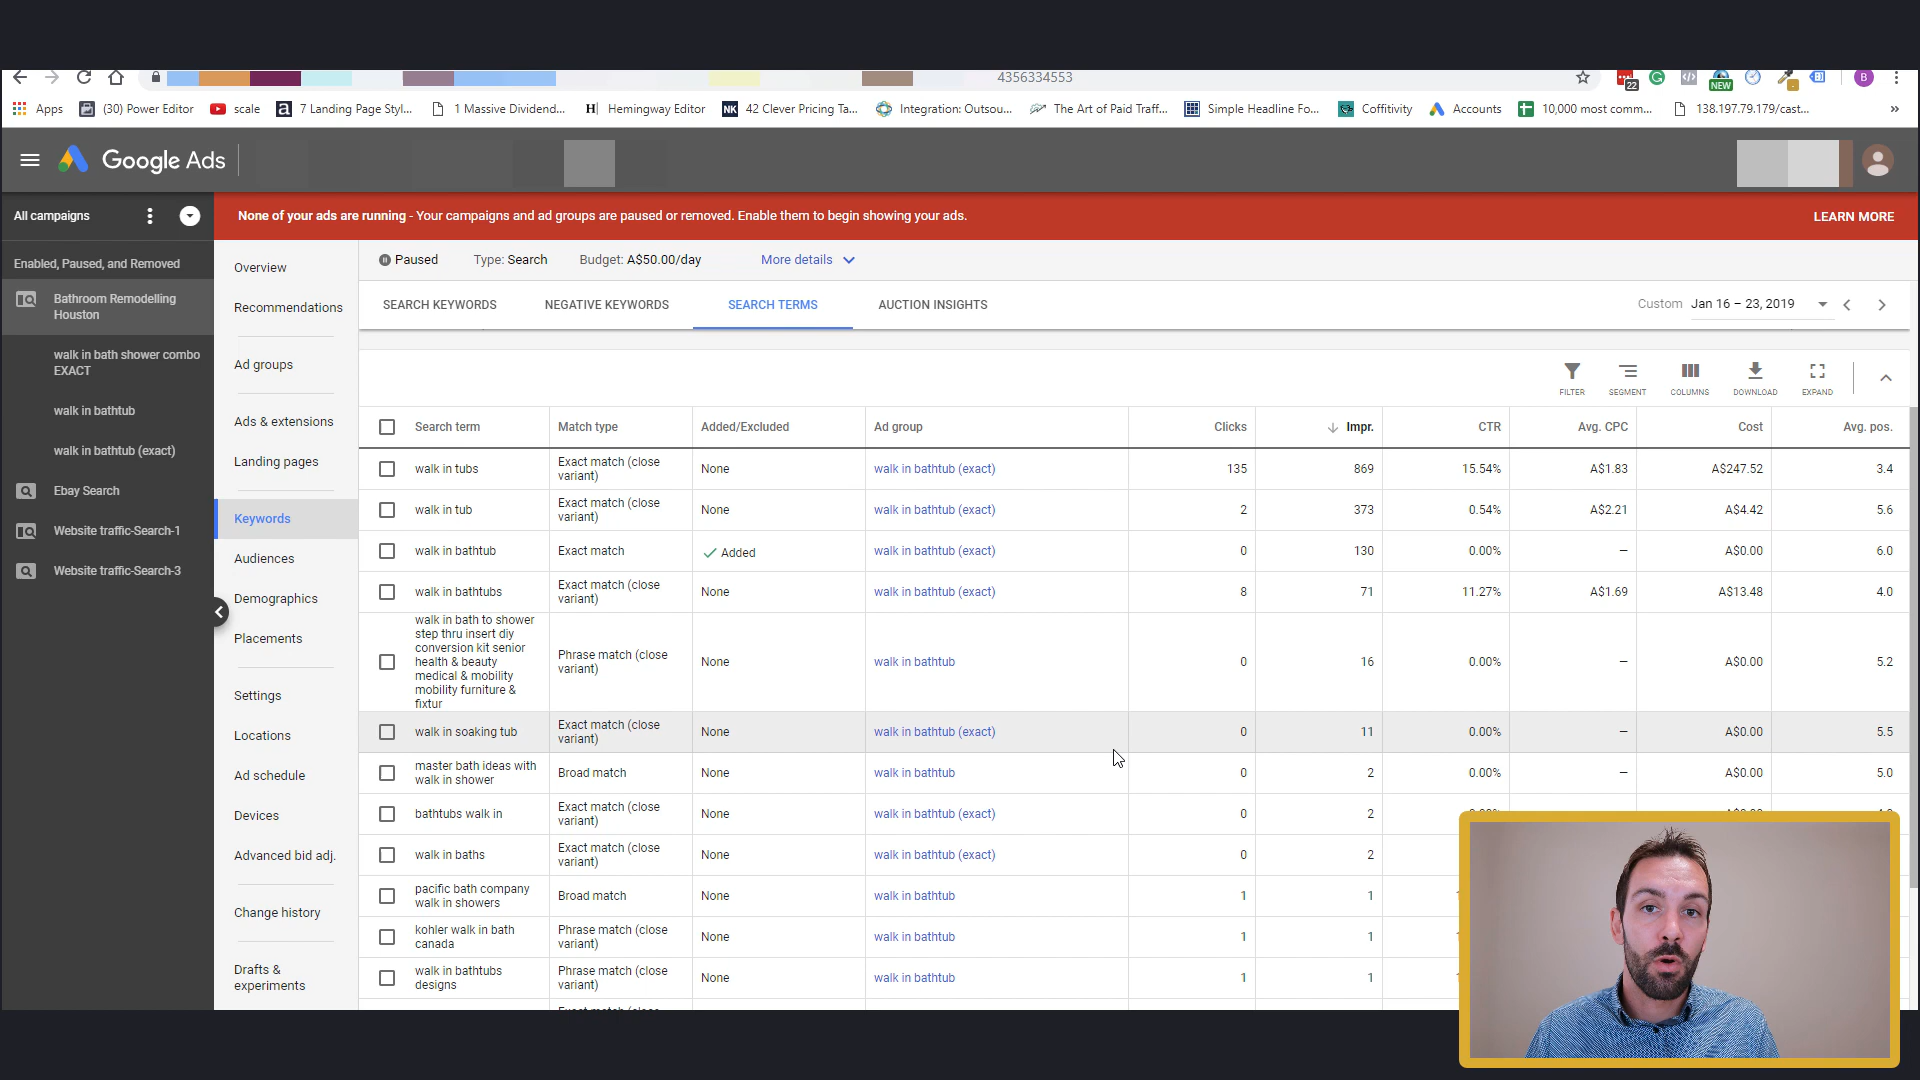 4356334553
22
NEW
B
Apps
(30) Power Editor
scale
7 Landing Page Styl...
1 Massive Dividend...
Hemingway Editor
NK
42 Clever Pricing Ta...
Integration: Outsou...
The Art of Paid Traff...
Simple Headline Fo...
Coffitivity
Accounts
10,000 most comm...
138.197.79.179/cast...
»
Google Ads
All campaigns
None of your ads are running - Your campaigns and ad groups are paused or removed. Enable them to begin showing your ads.
LEARN MORE
Enabled, Paused, and Removed
Bathroom Remodelling
Houston
walk in bath shower combo
EXACT
walk in bathtub
walk in bathtub (exact)
Ebay Search
Website traffic-Search-1
Website traffic-Search-3
Overview
Recommendations
Ad groups
Ads & extensions
Landing pages
Keywords
Audiences
Demographics
Placements
Settings
Locations
Ad schedule
Devices
Advanced bid adj.
Change history
Drafts &
experiments
Paused
Type: Search
Budget: A$50.00/day
More details
SEARCH KEYWORDS
NEGATIVE KEYWORDS
SEARCH TERMS
AUCTION INSIGHTS
Custom Jan 16 – 23, 2019
FILTER
SEGMENT
COLUMNS
DOWNLOAD
EXPAND
Search term Match type Added/Excluded Ad group Clicks Impr. CTR Avg. CPC Cost Avg. pos.
walk in tubs
Exact match (close
variant)
None walk in bathtub (exact) 135 869 15.54% A$1.83 A$247.52 3.4
walk in tub
Exact match (close
variant)
None walk in bathtub (exact) 2 373 0.54% A$2.21 A$4.42 5.6
walk in bathtub Exact match Added walk in bathtub (exact) 0 130 0.00% — A$0.00 6.0
walk in bathtubs
Exact match (close
variant)
None walk in bathtub (exact) 8 71 11.27% A$1.69 A$13.48 4.0
walk in bath to shower
step thru insert diy
conversion kit senior
health & beauty
medical & mobility
mobility furniture &
fixtur
Phrase match (close
variant)
None walk in bathtub 0 16 0.00% — A$0.00 5.2
walk in soaking tub
Exact match (close
variant)
None walk in bathtub (exact) 0 11 0.00% — A$0.00 5.5
master bath ideas with
walk in shower
Broad match None walk in bathtub 0 2 0.00% — A$0.00 5.0
bathtubs walk in
Exact match (close
variant)
None walk in bathtub (exact) 0 2
walk in baths
Exact match (close
variant)
None walk in bathtub (exact) 0 2
pacific bath company
walk in showers
Broad match None walk in bathtub 1 1
kohler walk in bath
canada
Phrase match (close
variant)
None walk in bathtub 1 1
walk in bathtubs
designs
Phrase match (close
variant)
None walk in bathtub 1 1